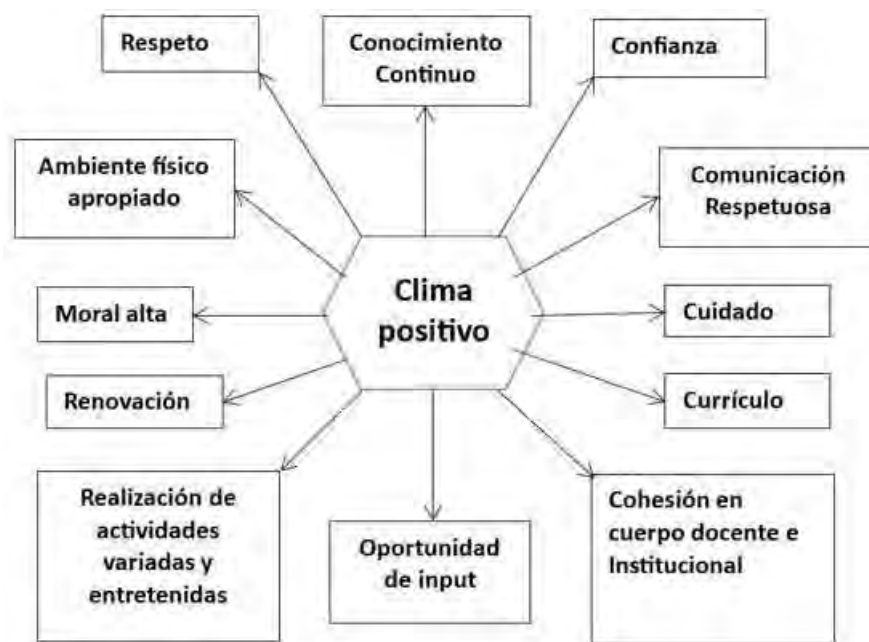 Respeto
Conocimiento
Continuo
Confianza
Ambiente físico
apropiado
Comunicación
Respetuosa
Clima
positivo
Moral alta
Cuidado
Renovación
Currículo
Realización de
actividades
variadas y
entretenidas
Oportunidad
de input
Cohesión en
cuerpo docente e
Institucional